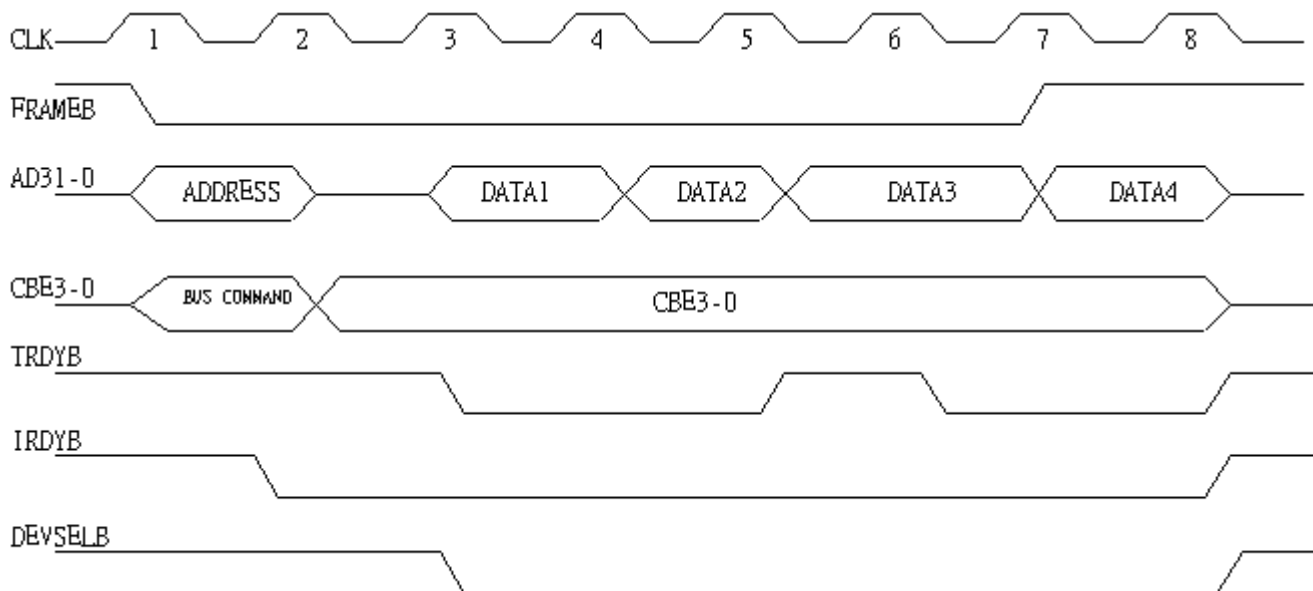 CLK 1 2 3 4 5 6 7 8
FRAMEB
AD31-0 ADDRESS DATA1 DATA2 DATA3 DATA4
CBE3-0 BUS COMMAND CBE3-0
TRDYB
IRDYB
DEVSELB